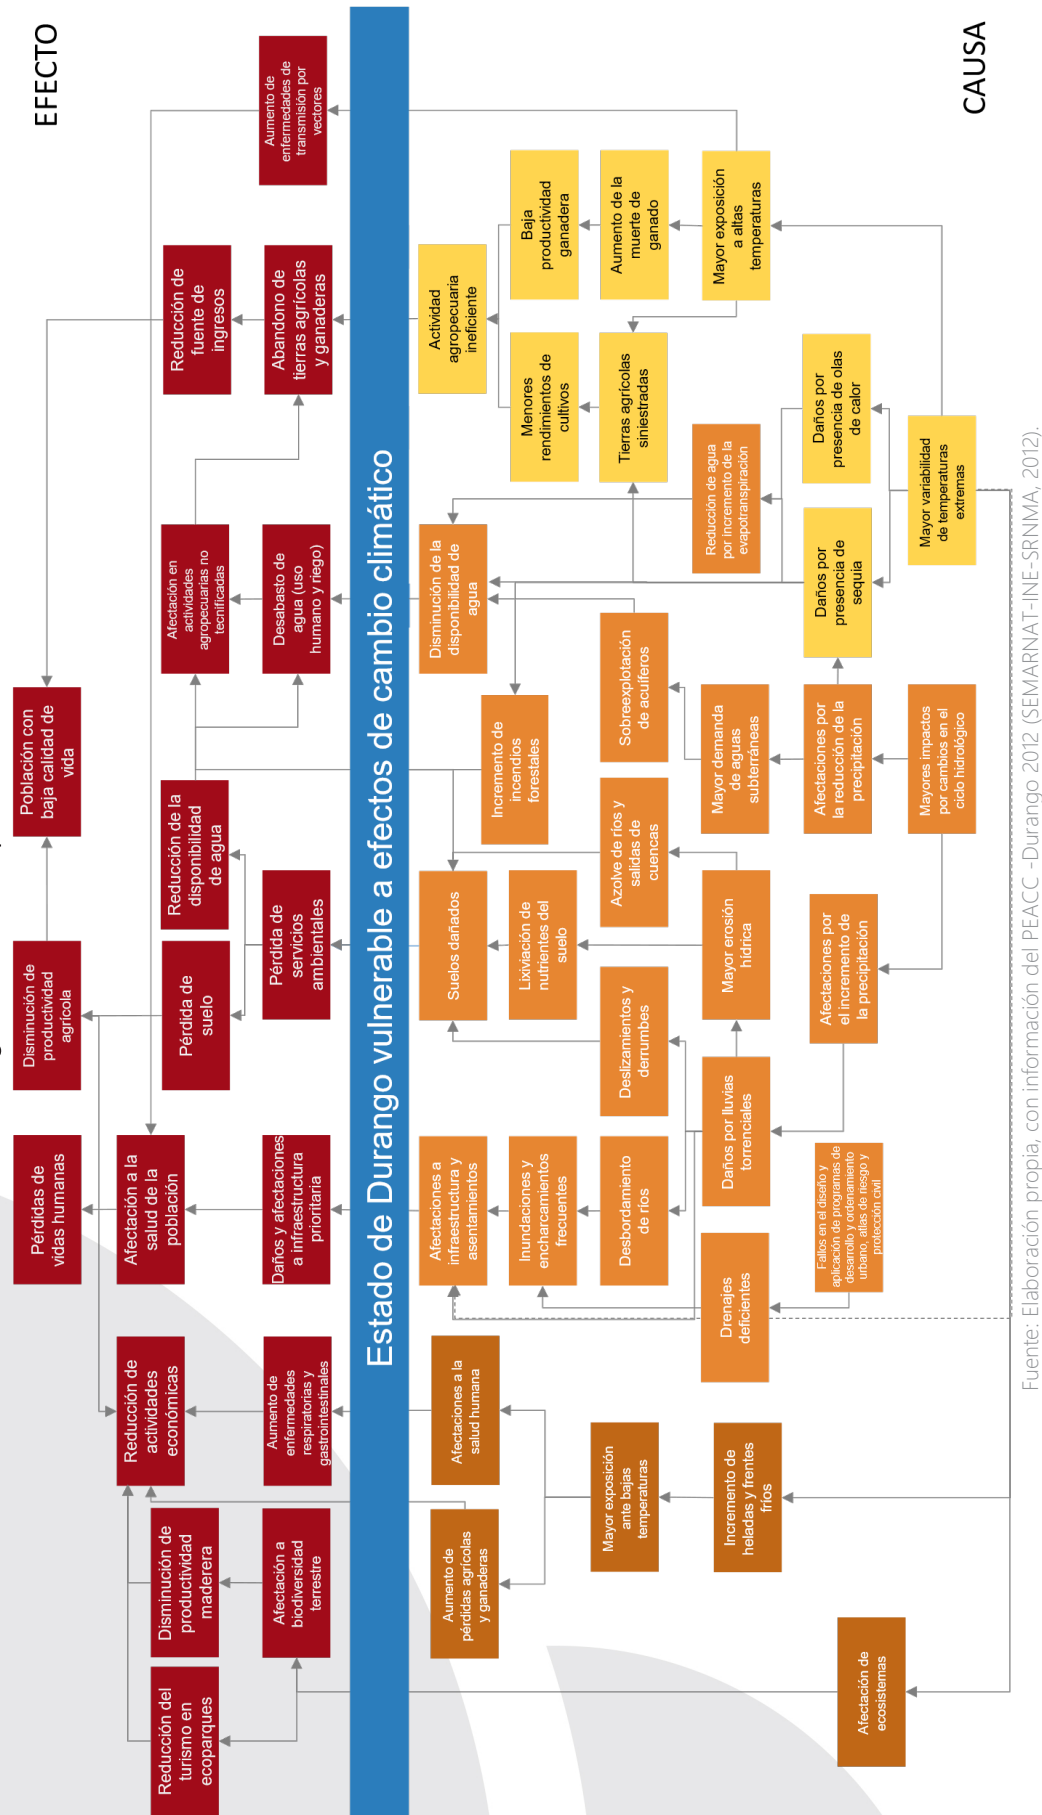 EFECTO
Pérdidas de
vidas humanas
Disminución de
productividad
agrícola
Población con
baja calidad de
vida
Reducción del
turismo en
ecoparques
Disminución de
productividad
maderera
Reducción de
actividades
económicas
Afectación a la
salud de la
población
Pérdida de
suelo
Reducción de la
disponibilidad
de agua
Afectación en
actividades
agropecuarias no
tecnificadas
Reducción de
fuente de
ingresos
Afectación a
biodiversidad
terrestre
Aumento de
enfermedades
respiratorias y
gastrointestinales
Daños y afectaciones
a infraestructura
prioritaria
Pérdida de
servicios
ambientales
Desabasto de
agua (uso
humano y riego)
Abandono de
tierras agrícolas
y ganaderas
Aumento de
enfermedades de
transmisión por
vectores
Estado de Durango vulnerable a efectos de cambio climático
Aumento de
pérdidas agrícolas
y ganaderas
Afectaciones a la
salud humana
Afectaciones a
infraestructura y
asentamientos
Suelos dañados
Disminución de la
disponibilidad de
agua
Actividad
agropecuaria
ineficiente
Inundaciones y
encharcamientos
frecuentes
Lixiviación de
nutrientes del
suelo
Incremento de
incendios
forestales
Menores
rendimientos de
cultivos
Baja
productividad
ganadera
Mayor exposición
ante bajas
temperaturas
Desbordamiento
de ríos
Deslizamientos y
derrumbes
Azolve de ríos y
salidas de
cuencas
Sobreexplotación
de acuíferos
Tierras agrícolas
siniestradas
Aumento de la
muerte de
ganado
Incremento de
heladas y frentes
fríos
Drenajes
deficientes
Daños por lluvias
torrenciales
Mayor erosión
hídrica
Mayor demanda
de aguas
subterráneas
Reducción de agua
por incremento de la
evapotranspiración
Mayor exposición
a altas
temperaturas
Afectación de
ecosistemas
Fallos en el diseño y
aplicación de programas de
desarrollo y ordenamiento
urbano, atlas de riesgo y
protección civil
Afectaciones por
el incremento de
la precipitación
Afectaciones por
la reducción de la
precipitación
Daños por
presencia de
sequia
Daños por
presencia de olas
de calor
Mayores impactos
por cambios en el
ciclo hidrológico
Mayor variabilidad
de temperaturas
extremas
CAUSA
Fuente: Elaboración propia, con información del PEACC -Durango 2012 (SEMARNAT-INE-SRNMA, 2012).